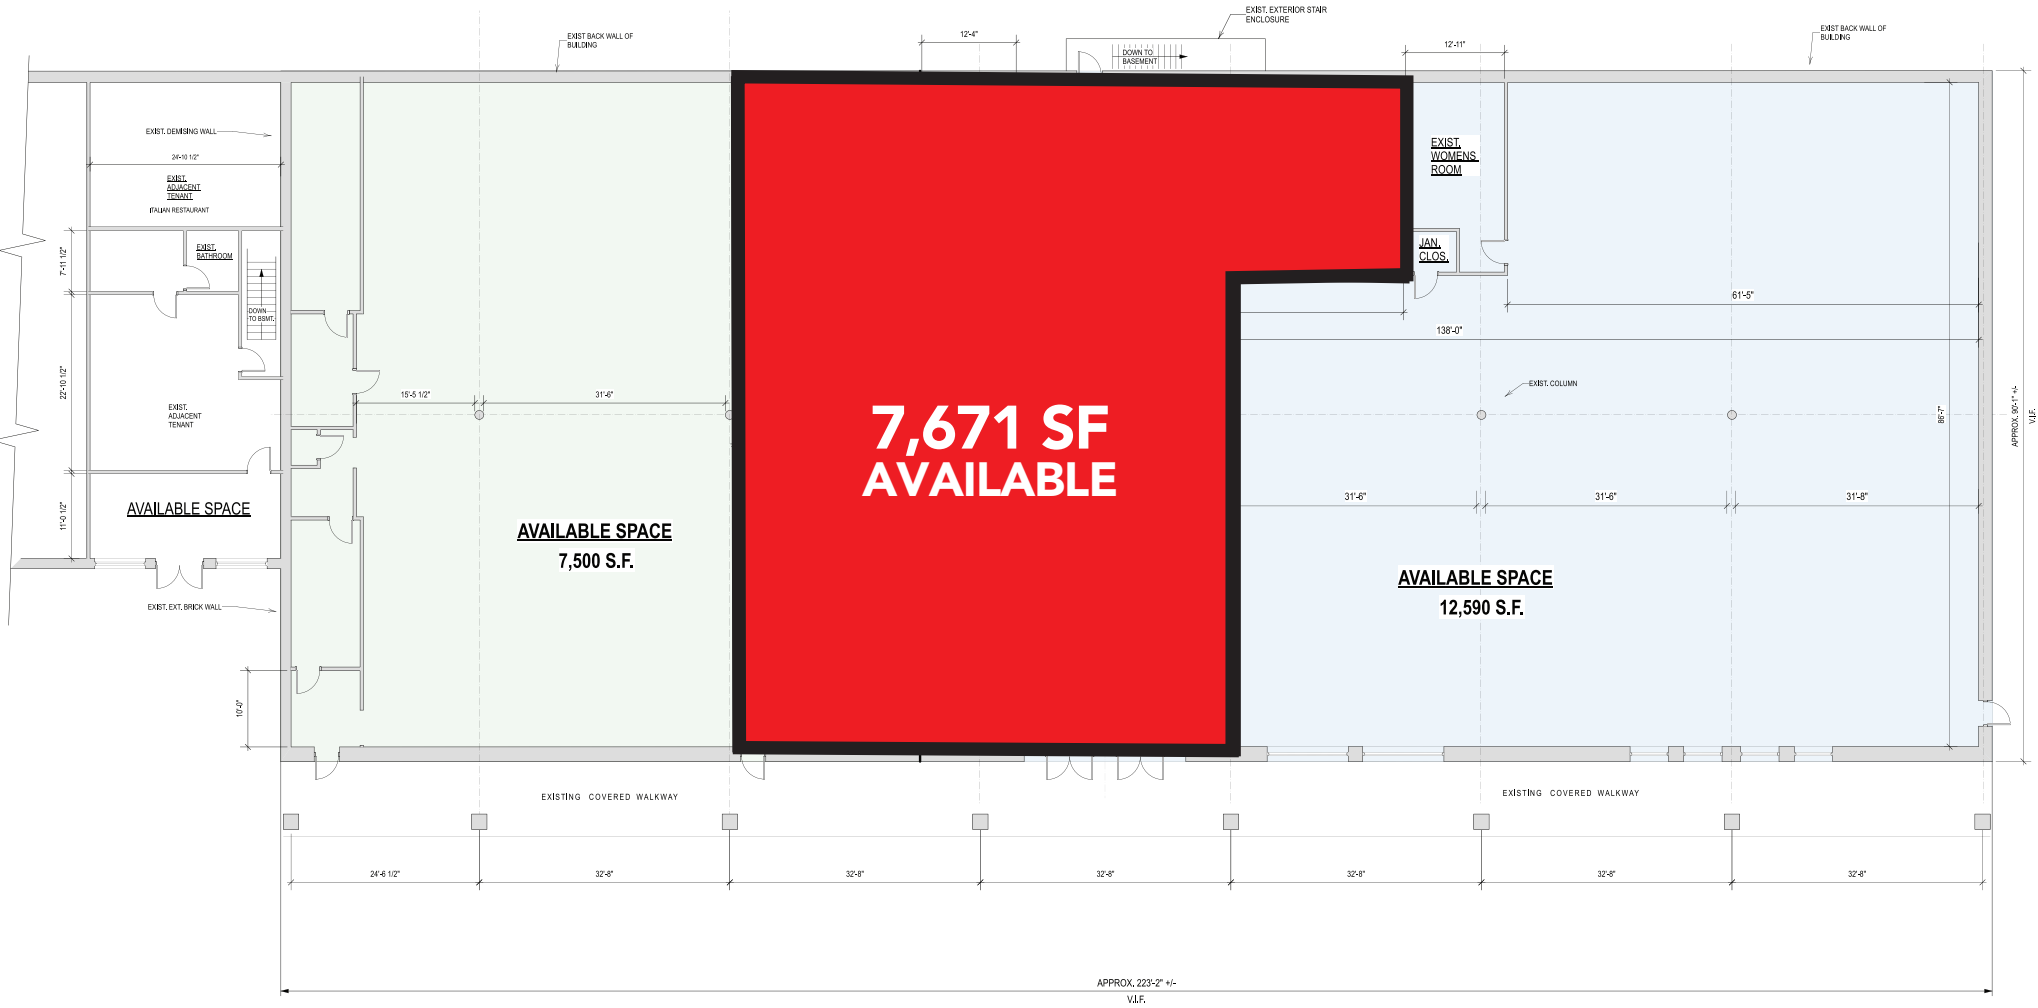 EXIST. EXTERIOR STAIR
ENCLOSURE
EXIST BACK WALL OF
BUILDING
12'-4"
DOWN TO
BASEMENT
12'-11"
EXIST BACK WALL OF
BUILDING
EXIST. DEMISING WALL
24'-10 1/2"
EXIST.
ADJACENT
TENANT
ITALIAN RESTAURANT
EXIST.
WOMENS
ROOM
JAN.
CLOS.
7'-11 1/2"
EXIST.
BATHROOM
DOWN
TO BSMT.
61'-5"
138'-0"
22'-10 1/2"
EXIST.
ADJACENT
TENANT
15'-5 1/2"
31'-6"
EXIST. COLUMN
86'-7"
APPROX. 90'-1" +/-
V.I.F.
7,671 SF
AVAILABLE
31'-6"
31'-6"
31'-8"
11'-0 1/2"
AVAILABLE SPACE
AVAILABLE SPACE
7,500 S.F.
AVAILABLE SPACE
12,590 S.F.
EXIST. EXT. BRICK WALL
10'-0"
EXISTING COVERED WALKWAY
EXISTING COVERED WALKWAY
24'-6 1/2"
32'-8"
32'-8"
32'-8"
32'-8"
32'-8"
32'-8"
APPROX. 223'-2" +/-
V.I.F.